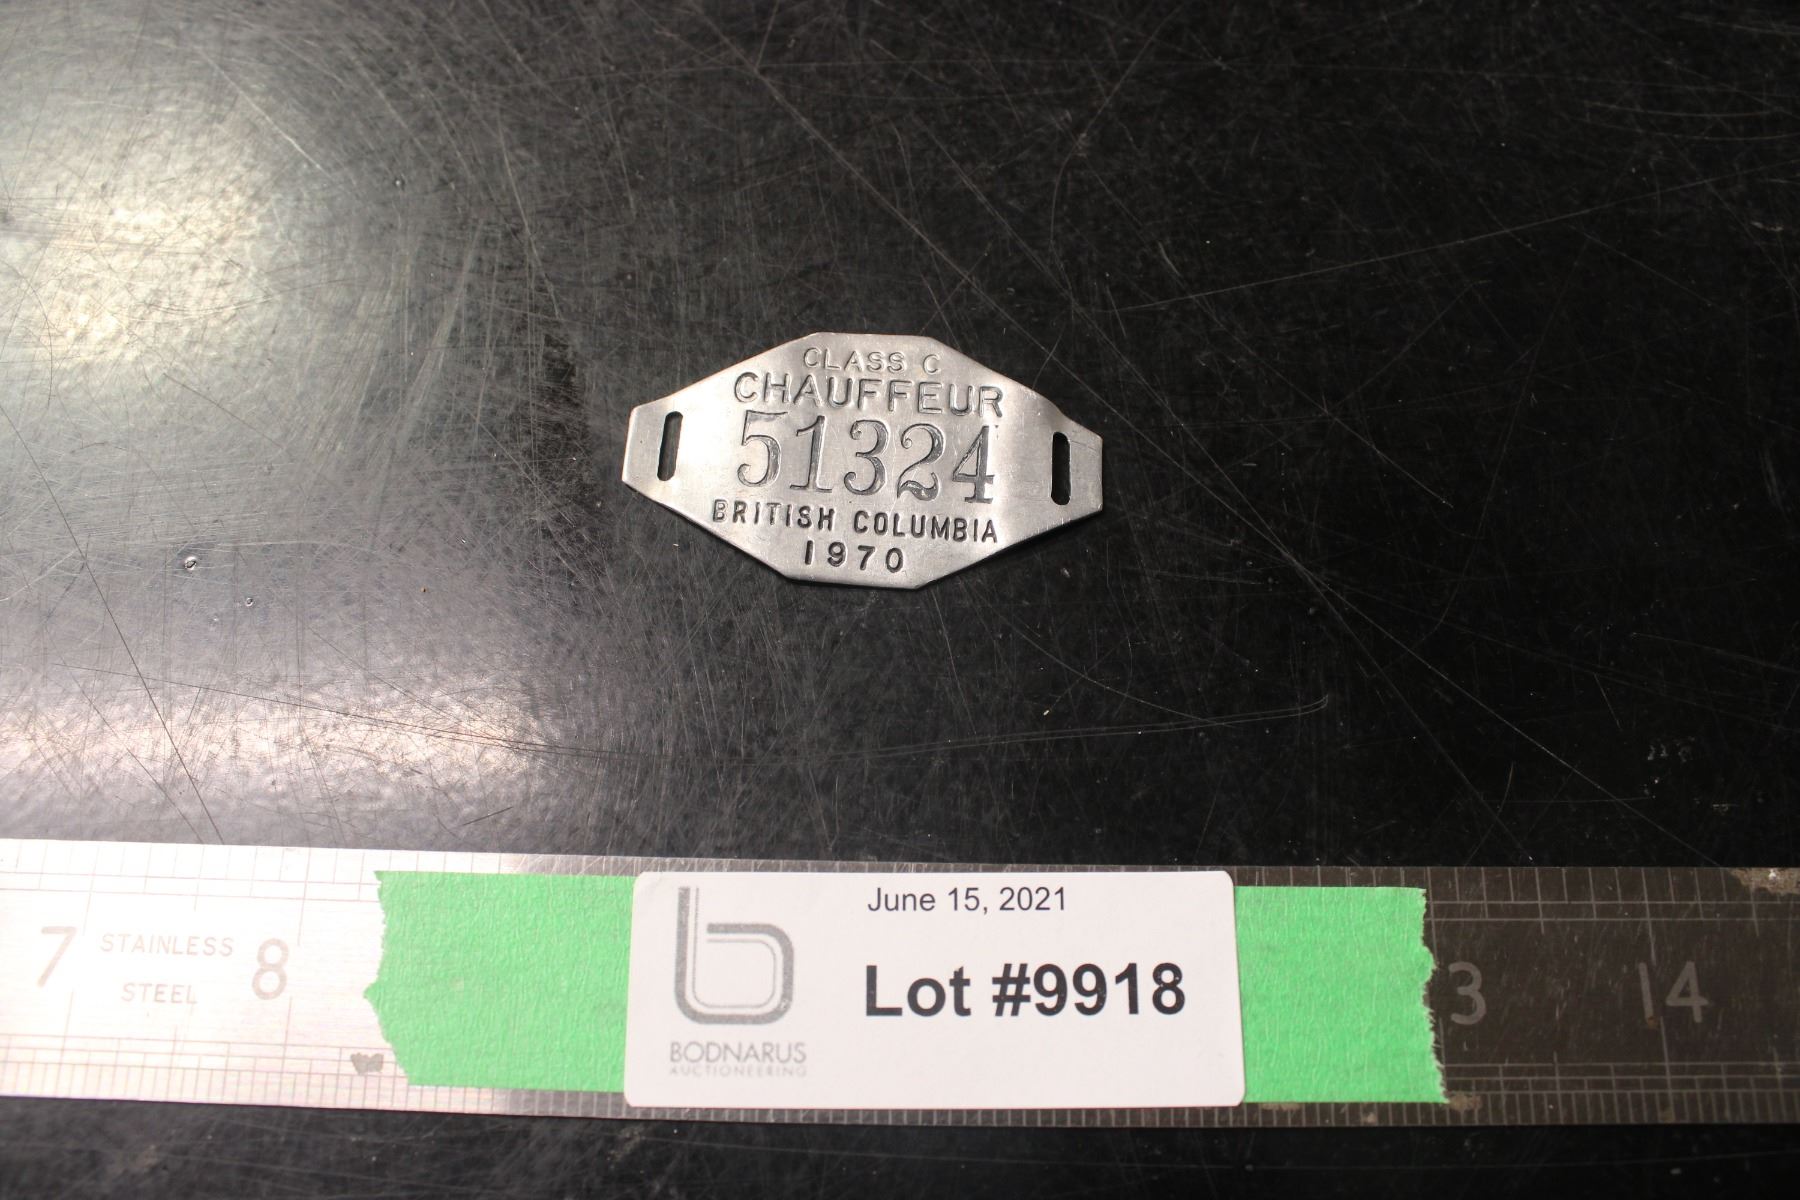 CLASS C
CHAUFFEUR
51324
BRITISH COLUMBIA
1970
June 15, 2021
Lot #9918
BODNARUS
AUCTIONEERING
7 STAINLESS STEEL 8
3 14